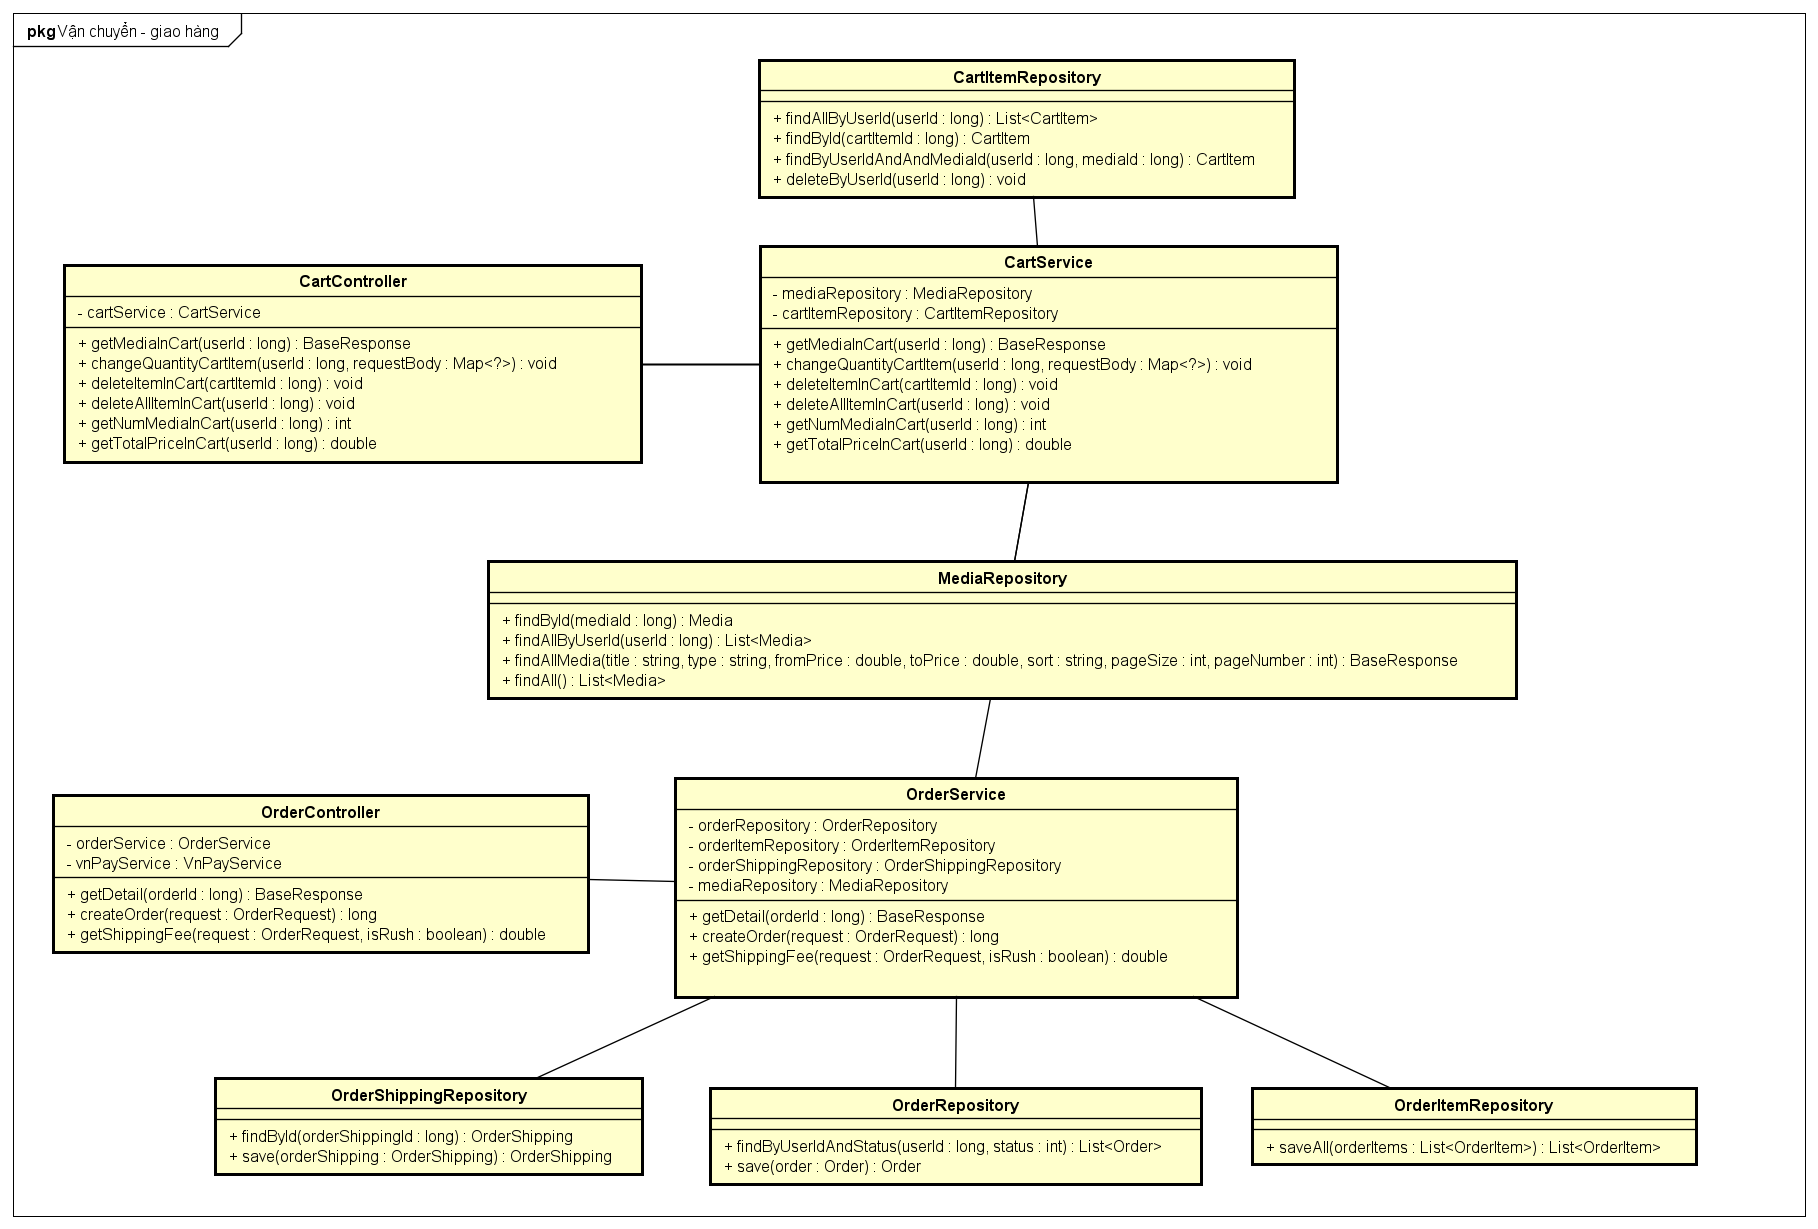 pkg Vận chuyển - giao hàng
CartItemRepository
+ findAllByUserId(userId : long) : List<CartItem>
+ findById(cartItemId : long) : CartItem
+ findByUserIdAndAndMediaId(userId : long, mediaId : long) : CartItem
+ deleteByUserId(userId : long) : void
CartController
- cartService : CartService
+ getMediaInCart(userId : long) : BaseResponse
+ changeQuantityCartItem(userId : long, requestBody : Map<?>) : void
+ deleteItemInCart(cartItemId : long) : void
+ deleteAllItemInCart(userId : long) : void
+ getNumMediaInCart(userId : long) : int
+ getTotalPriceInCart(userId : long) : double
CartService
- mediaRepository : MediaRepository
- cartItemRepository : CartItemRepository
+ getMediaInCart(userId : long) : BaseResponse
+ changeQuantityCartItem(userId : long, requestBody : Map<?>) : void
+ deleteItemInCart(cartItemId : long) : void
+ deleteAllItemInCart(userId : long) : void
+ getNumMediaInCart(userId : long) : int
+ getTotalPriceInCart(userId : long) : double
MediaRepository
+ findById(mediaId : long) : Media
+ findAllByUserId(userId : long) : List<Media>
+ findAllMedia(title : string, type : string, fromPrice : double, toPrice : double, sort : string, pageSize : int, pageNumber : int) : BaseResponse
+ findAll() : List<Media>
OrderController
- orderService : OrderService
- vnPayService : VnPayService
+ getDetail(orderId : long) : BaseResponse
+ createOrder(request : OrderRequest) : long
+ getShippingFee(request : OrderRequest, isRush : boolean) : double
OrderService
- orderRepository : OrderRepository
- orderItemRepository : OrderItemRepository
- orderShippingRepository : OrderShippingRepository
- mediaRepository : MediaRepository
+ getDetail(orderId : long) : BaseResponse
+ createOrder(request : OrderRequest) : long
+ getShippingFee(request : OrderRequest, isRush : boolean) : double
OrderShippingRepository
+ findById(orderShippingId : long) : OrderShipping
+ save(orderShipping : OrderShipping) : OrderShipping
OrderRepository
+ findByUserIdAndStatus(userId : long, status : int) : List<Order>
+ save(order : Order) : Order
OrderItemRepository
+ saveAll(orderItems : List<OrderItem>) : List<OrderItem>